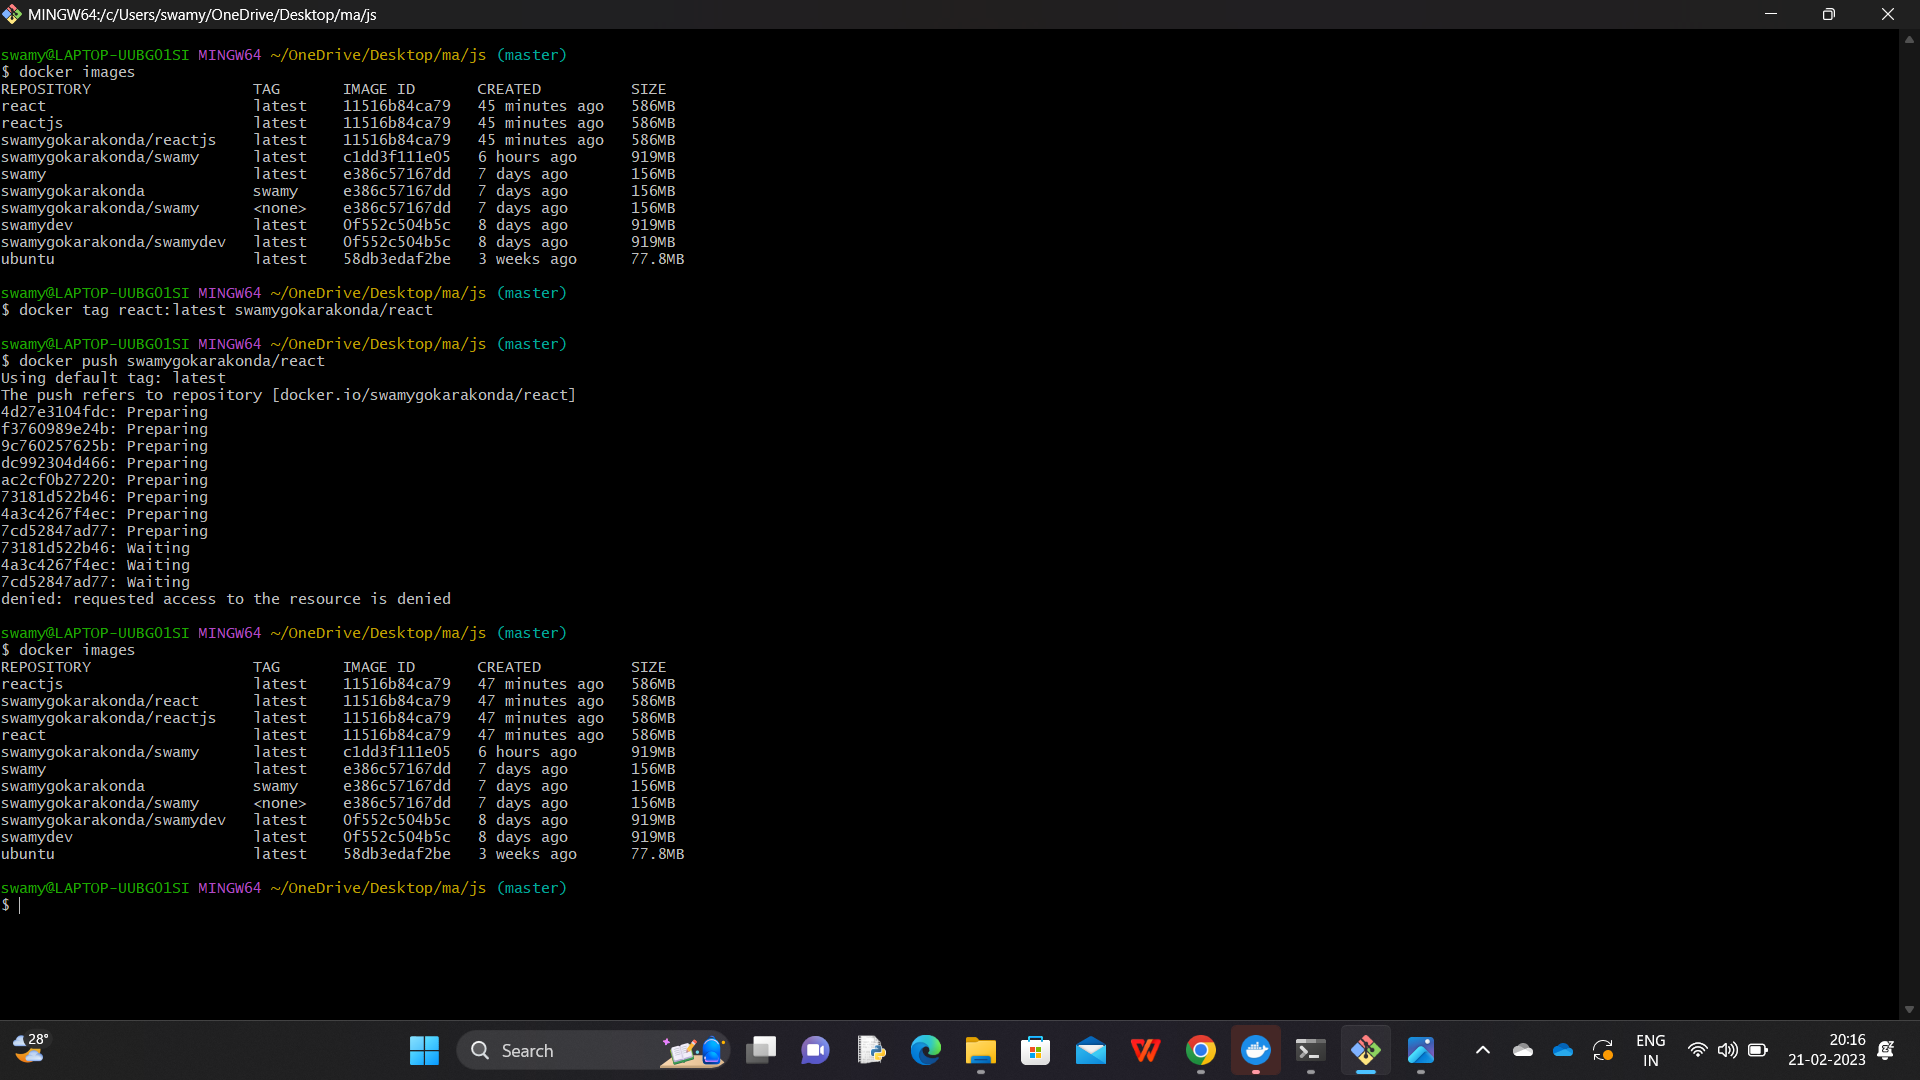 MINGW64:/c/Users/swamy/OneDrive/Desktop/ma/js
swamy@LAPTOP-UUBGO1SI MINGW64 ~/OneDrive/Desktop/ma/js (master)
$ docker images
REPOSITORY TAG IMAGE ID CREATED SIZE
react latest 11516b84ca79 45 minutes ago 586MB
reactjs latest 11516b84ca79 45 minutes ago 586MB
swamygokarakonda/reactjs latest 11516b84ca79 45 minutes ago 586MB
swamygokarakonda/swamy latest c1dd3f111e05 6 hours ago 919MB
swamy latest e386c57167dd 7 days ago 156MB
swamygokarakonda swamy e386c57167dd 7 days ago 156MB
swamygokarakonda/swamy <none> e386c57167dd 7 days ago 156MB
swamydev latest 0f552c504b5c 8 days ago 919MB
swamygokarakonda/swamydev latest 0f552c504b5c 8 days ago 919MB
ubuntu latest 58db3edaf2be 3 weeks ago 77.8MB
swamy@LAPTOP-UUBGO1SI MINGW64 ~/OneDrive/Desktop/ma/js (master)
$ docker tag react:latest swamygokarakonda/react
swamy@LAPTOP-UUBGO1SI MINGW64 ~/OneDrive/Desktop/ma/js (master)
$ docker push swamygokarakonda/react
Using default tag: latest
The push refers to repository [docker.io/swamygokarakonda/react]
4d27e3104fdc: Preparing
f3760989e24b: Preparing
9c760257625b: Preparing
dc992304d466: Preparing
ac2cf0b27220: Preparing
73181d522b46: Preparing
4a3c4267f4ec: Preparing
7cd52847ad77: Preparing
73181d522b46: Waiting
4a3c4267f4ec: Waiting
7cd52847ad77: Waiting
denied: requested access to the resource is denied
swamy@LAPTOP-UUBGO1SI MINGW64 ~/OneDrive/Desktop/ma/js (master)
$ docker images
REPOSITORY TAG IMAGE ID CREATED SIZE
reactjs latest 11516b84ca79 47 minutes ago 586MB
swamygokarakonda/react latest 11516b84ca79 47 minutes ago 586MB
swamygokarakonda/reactjs latest 11516b84ca79 47 minutes ago 586MB
react latest 11516b84ca79 47 minutes ago 586MB
swamygokarakonda/swamy latest c1dd3f111e05 6 hours ago 919MB
swamy latest e386c57167dd 7 days ago 156MB
swamygokarakonda swamy e386c57167dd 7 days ago 156MB
swamygokarakonda/swamy <none> e386c57167dd 7 days ago 156MB
swamygokarakonda/swamydev latest 0f552c504b5c 8 days ago 919MB
swamydev latest 0f552c504b5c 8 days ago 919MB
ubuntu latest 58db3edaf2be 3 weeks ago 77.8MB
swamy@LAPTOP-UUBGO1SI MINGW64 ~/OneDrive/Desktop/ma/js (master)
$
28°
Search
ENG
IN
20:16
21-02-2023